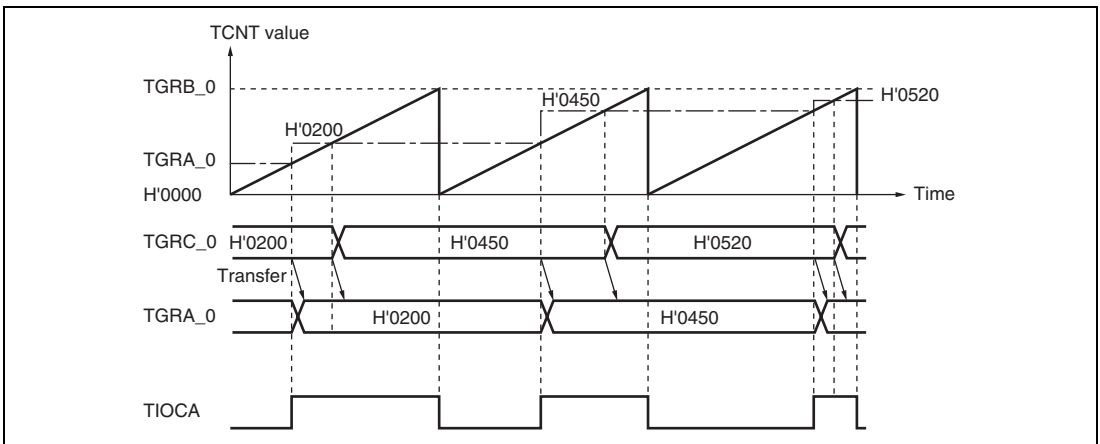 TCNT value
TGRB_0
H'0520
H'0450
H'0200
TGRA_0
H'0000
Time
TGRC_0 H'0200 H'0450 H'0520
Transfer
TGRA_0 H'0200 H'0450
TIOCA